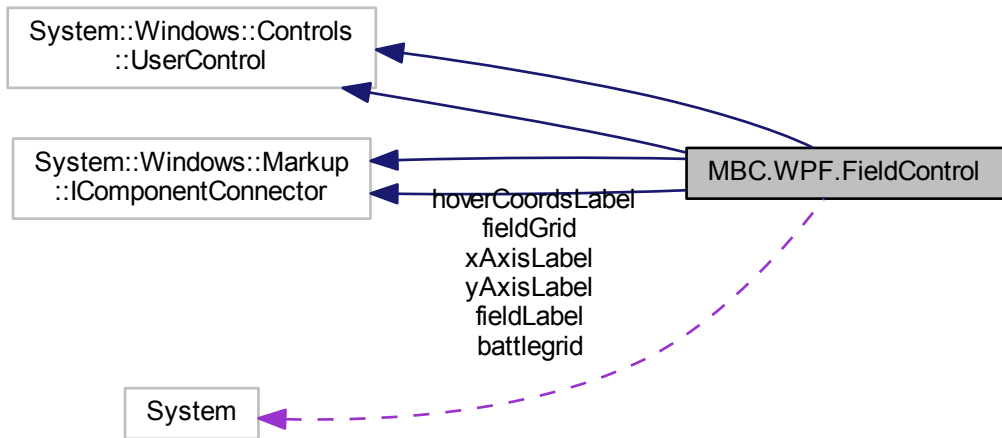 System::Windows::Controls
::UserControl
System::Windows::Markup
::IComponentConnector
MBC.WPF.FieldControl
hoverCoordsLabel
fieldGrid
xAxisLabel
yAxisLabel
fieldLabel
battlegrid
System